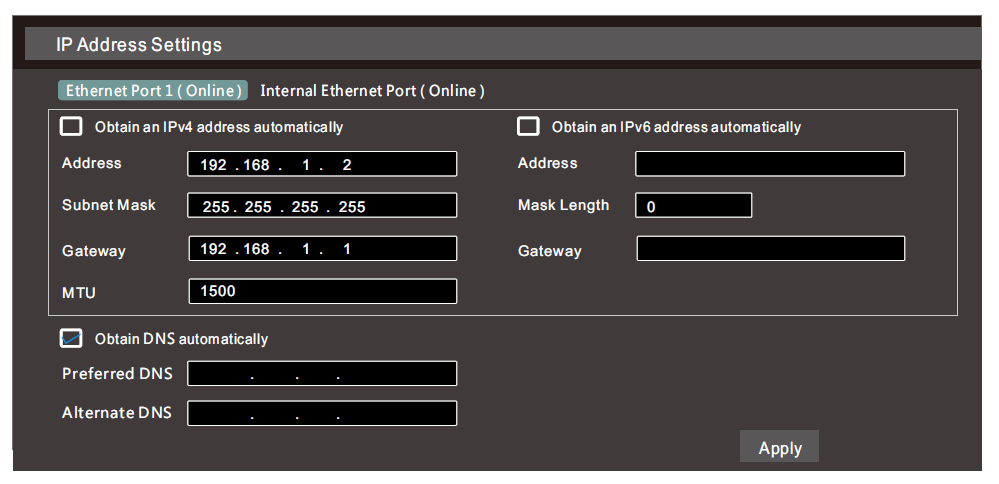 IP Address Settings
Ethernet Port 1 ( Online ) Internal Ethernet Port ( Online )
Obtain an IPv4 address automatically Obtain an IPv6 address automatically
Address 192 . 168 . 1 . 2 Address
Subnet Mask 255 . 255 . 255 . 255 Mask Length 0
Gateway 192 . 168 . 1 . 1 Gateway
MTU 1500
Obtain DNS automatically
Preferred DNS . . .
Alternate DNS . . .
Apply